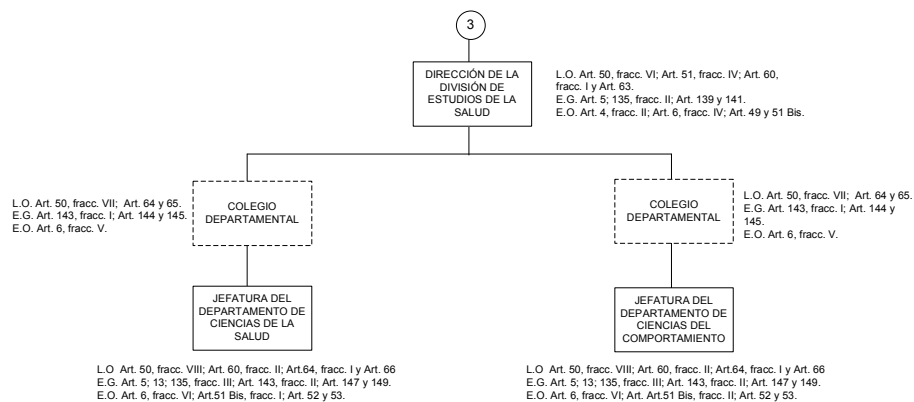 3
DIRECCIÓN DE LA
DIVISIÓN DE
ESTUDIOS DE LA
SALUD
L.O. Art. 50, fracc. VI; Art. 51, fracc. IV; Art. 60,
fracc. I y Art. 63.
E.G. Art. 5; 135, fracc. II; Art. 139 y 141.
E.O. Art. 4, fracc. II; Art. 6, fracc. IV; Art. 49 y 51 Bis.
L.O. Art. 50, fracc. VII; Art. 64 y 65.
E.G. Art. 143, fracc. I; Art. 144 y 145.
E.O. Art. 6, fracc. V.
COLEGIO
DEPARTAMENTAL
COLEGIO
DEPARTAMENTAL
L.O. Art. 50, fracc. VII; Art. 64 y 65.
E.G. Art. 143, fracc. I; Art. 144 y
145.
E.O. Art. 6, fracc. V.
JEFATURA DEL
DEPARTAMENTO DE
CIENCIAS DE LA
SALUD
L.O Art. 50, fracc. VIII; Art. 60, fracc. II; Art.64, fracc. I y Art. 66
E.G. Art. 5; 13; 135, fracc. III; Art. 143, fracc. II; Art. 147 y 149.
E.O. Art. 6, fracc. VI; Art.51 Bis, fracc. I; Art. 52 y 53.
JEFATURA DEL
DEPARTAMENTO DE
CIENCIAS DEL
COMPORTAMIENTO
L.O Art. 50, fracc. VIII; Art. 60, fracc. II; Art.64, fracc. I y Art. 66
E.G. Art. 5; 13; 135, fracc. III; Art. 143, fracc. II; Art. 147 y 149.
E.O. Art. 6, fracc. VI; Art.Art.51 Bis, fracc. II; Art. 52 y 53.